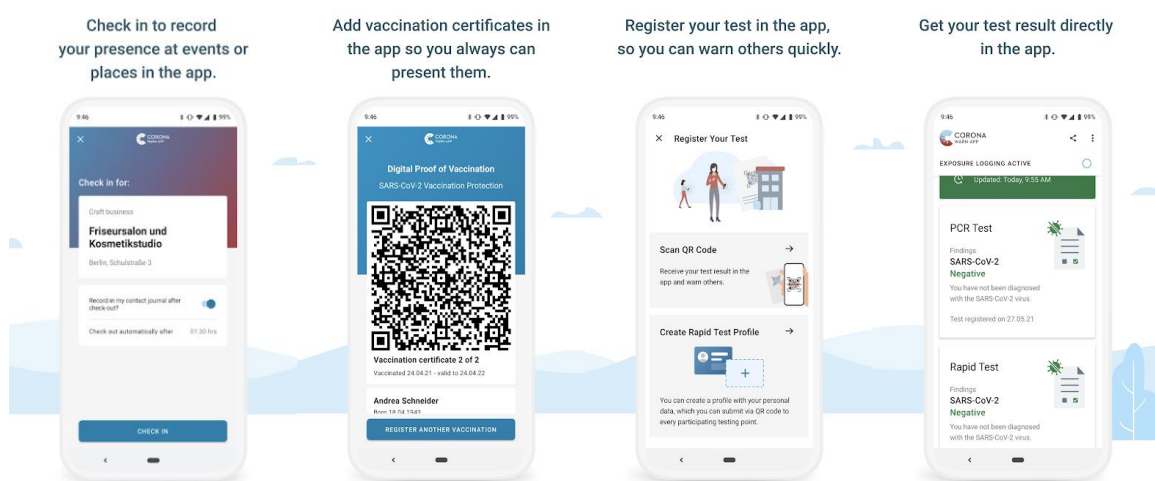 Check in to record
your presence at events or
places in the app.
9:46
99%
CORONA
WARN APP
Check in for:
Craft business
Friseursalon und
Kosmetikstudio
Berlin, Schulstraße 3
Record in my contact journal after
check-out?
Check out automatically after 01:30 hrs
CHECK IN
Add vaccination certificates in
the app so you always can
present them.
9:46
99%
CORONA
WARN APP
Digital Proof of Vaccination
SARS-CoV-2 Vaccination Protection
Vaccination certificate 2 of 2
Vaccinated 24.04.21 - valid to 24.04.22
Andrea Schneider
Born 18.04.1943
REGISTER ANOTHER VACCINATION
Register your test in the app,
so you can warn others quickly.
9:46
99%
Register Your Test
Scan QR Code
Receive your test result in the
app and warn others.
Create Rapid Test Profile
You can create a profile with your personal
data, which you can submit via QR code to
every participating testing point.
Get your test result directly
in the app.
9:46
99%
CORONA
WARN APP
EXPOSURE LOGGING ACTIVE
Updated: Today, 9:55 AM
PCR Test
Findings
SARS-CoV-2
Negative
You have not been diagnosed
with the SARS-CoV-2 virus.
Test registered on 27.05.21
Rapid Test
Findings
SARS-CoV-2
Negative
You have not been diagnosed
with the SARS-CoV-2 virus.